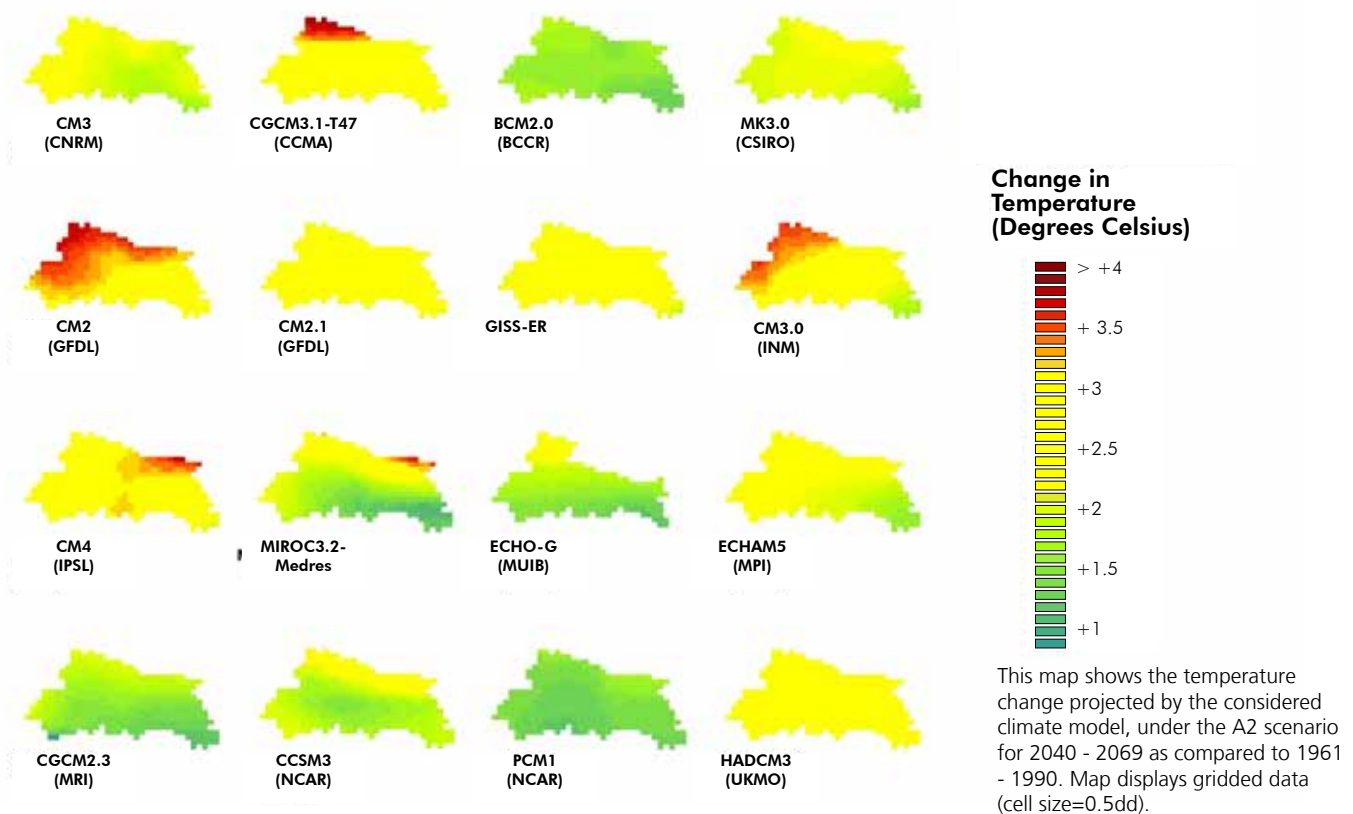 CM3
(CNRM)
CGCM3.1-T47
(CCMA)
BCM2.0
(BCCR)
MK3.0
(CSIRO)
CM2
(GFDL)
CM2.1
(GFDL)
GISS-ER
CM3.0
(INM)
CM4
(IPSL)
MIROC3.2-
Medres
ECHO-G
(MUIB)
ECHAM5
(MPI)
CGCM2.3
(MRI)
CCSM3
(NCAR)
PCM1
(NCAR)
HADCM3
(UKMO)
Change in
Temperature
(Degrees Celsius)
> +4
+ 3.5
+3
+2.5
+2
+1.5
+1
This map shows the temperature
change projected by the considered
climate model, under the A2 scenario
for 2040 - 2069 as compared to 1961
- 1990. Map displays gridded data
(cell size=0.5dd).